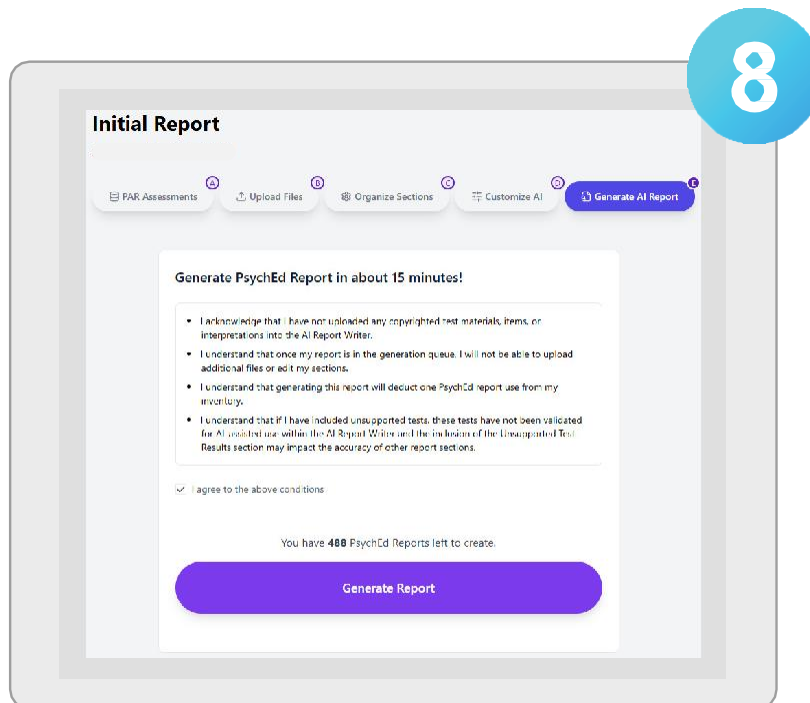 8
Initial Report
A
B
C
D
E
PAR Assessments
Upload Files
Organize Sections
Customize AI
Generate AI Report
Generate PsychEd Report in about 15 minutes!
• I acknowledge that I have not uploaded any copyrighted test materials, items, or
interpretations into the AI Report Writer.
• I understand that once my report is in the generation queue, I will not be able to upload
additional files or edit my sections.
• I understand that generating this report will deduct one PsychEd report use from my
inventory.
• I understand that if I have included unsupported tests, these tests have not been validated
for AI-assisted use within the AI Report Writer and the inclusion of the Unsupported Test
Results section may impact the accuracy of other report sections.
I agree to the above conditions
You have 488 PsychEd Reports left to create.
Generate Report